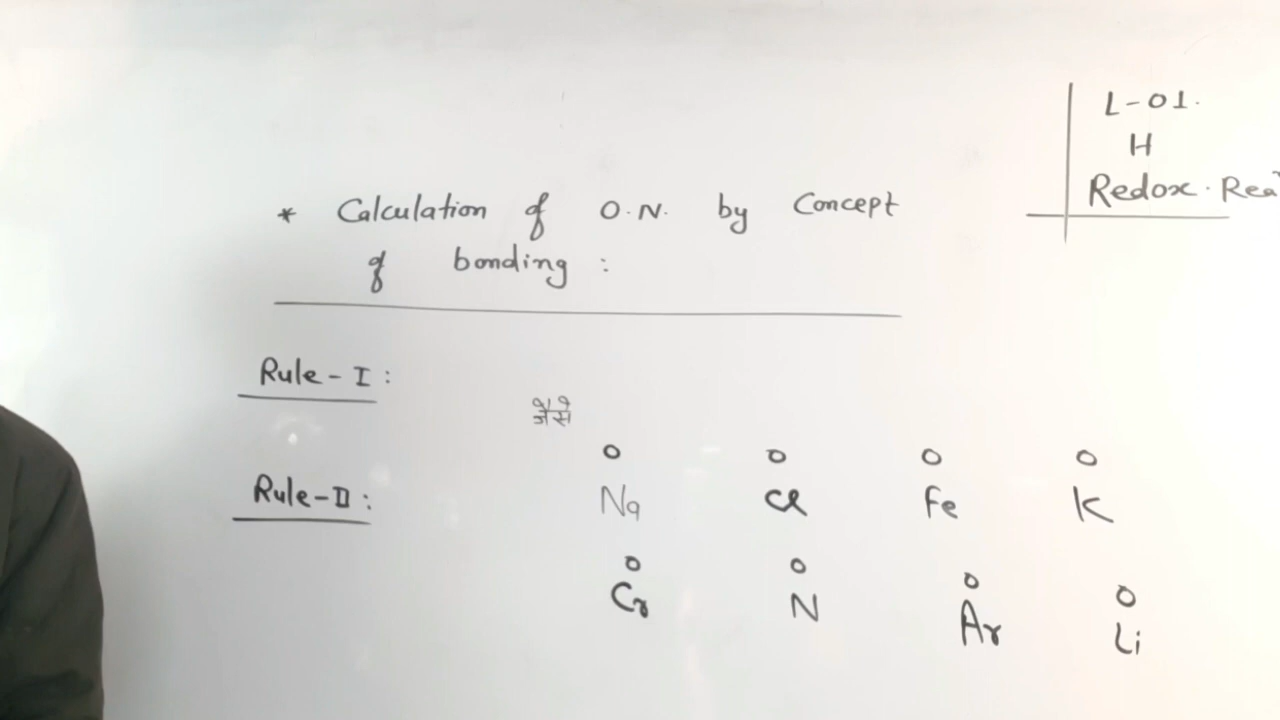 L-01.
H
Redox. Rea
* Calculation of O.N. by Concept
of bonding :
Rule-I :
जैसे
0 0 0 0
Rule-II : Na Cl Fe K
0 0 0 0
Cr N Ar Li